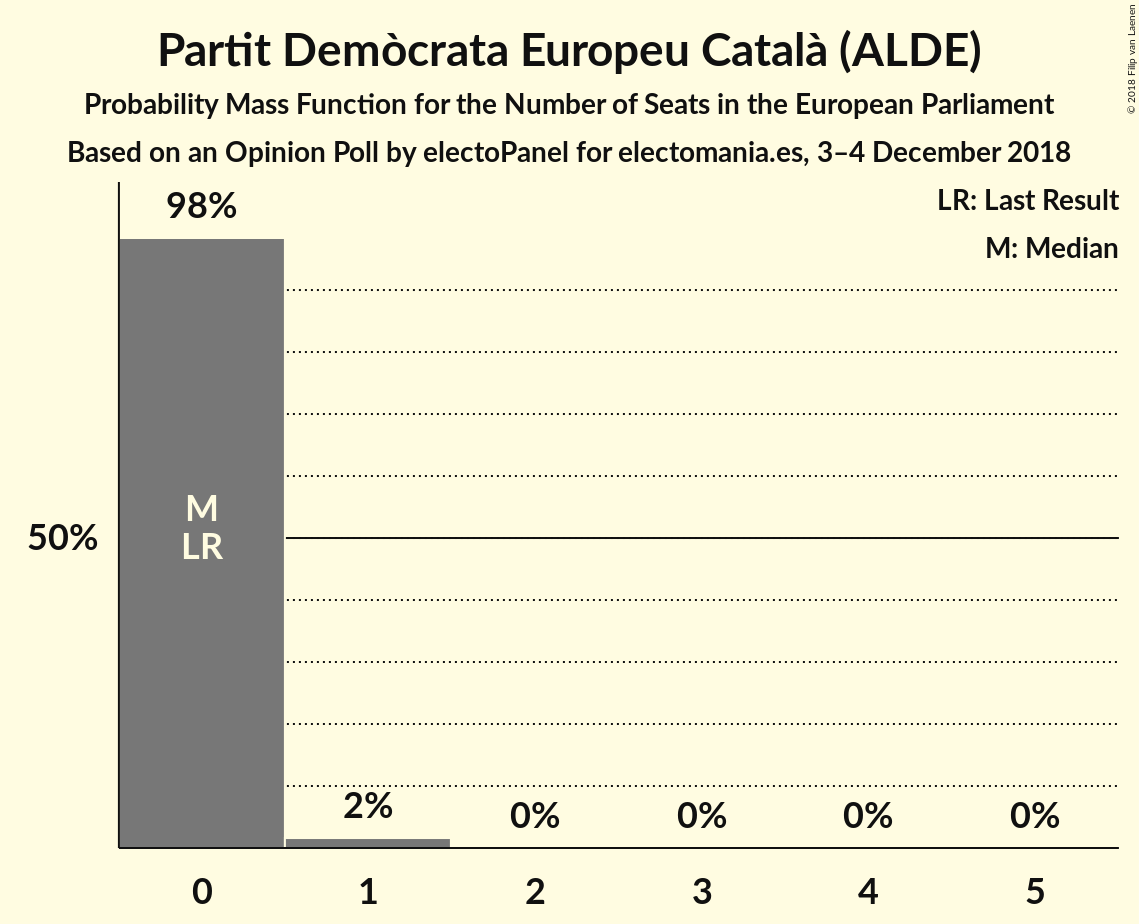 Partit Demòcrata Europeu Català (ALDE)
Probability Mass Function for the Number of Seats in the European Parliament
Based on an Opinion Poll by electoPanel for electomania.es, 3–4 December 2018
© 2018 Filip van Laenen
LR: Last Result
M: Median
98%
M
LR
50%
2%
0%
0%
0%
0%
0
1
2
3
4
5